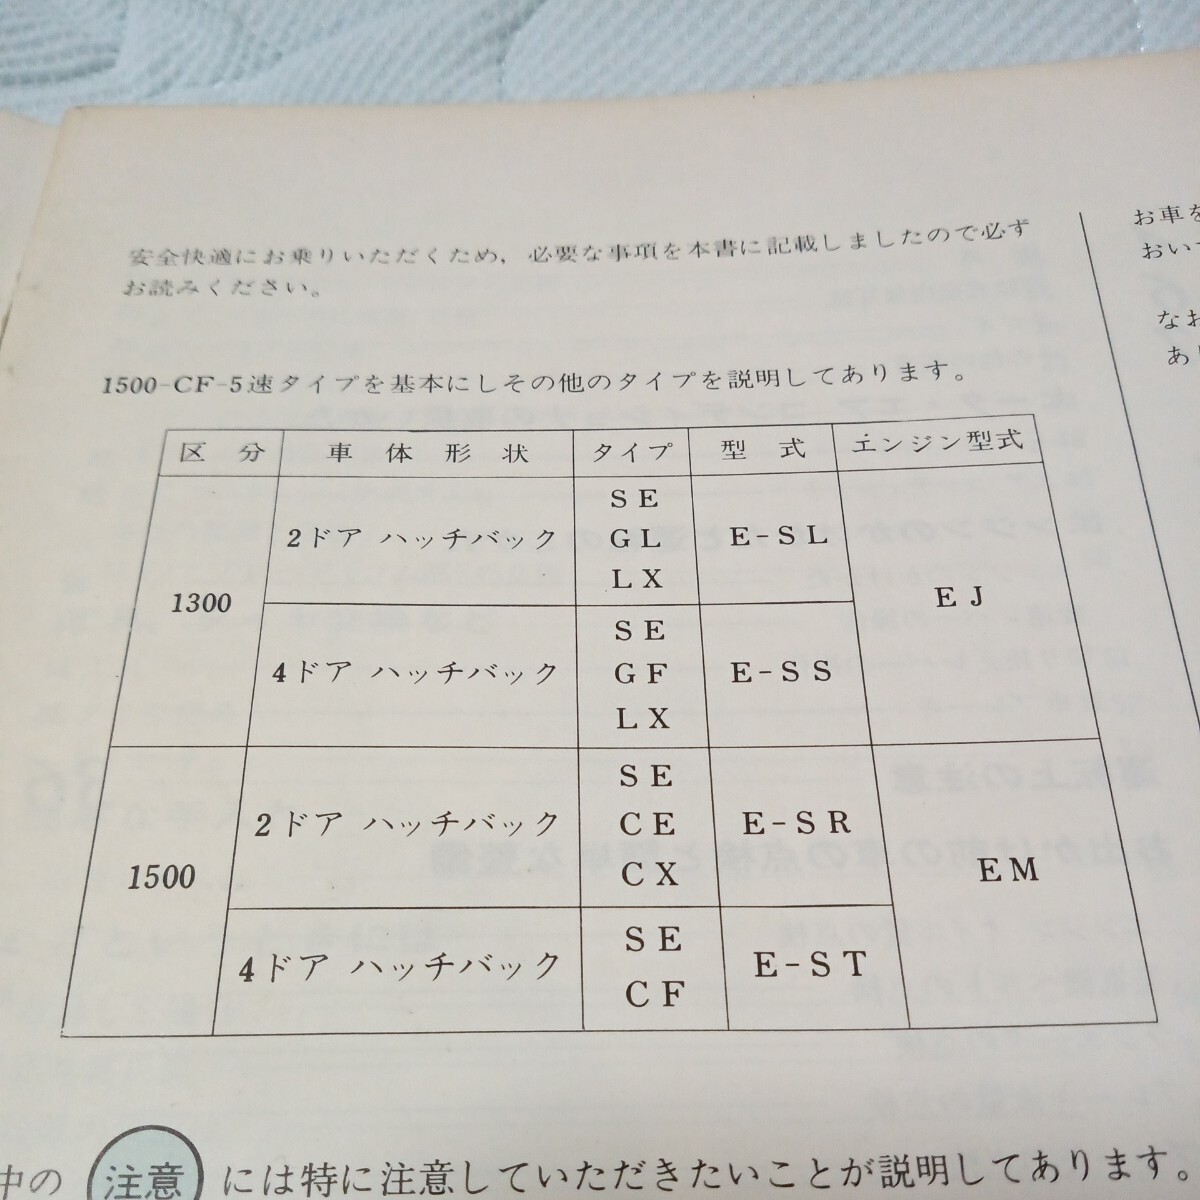 安全快適にお乗りいただくため，必要な事項を本書に記載しましたので必ず
お読みください。
1500-CF-5速タイプを基本にしその他のタイプを説明してあります。
区 分 車 体 形 状 タイプ 型 式 エンジン型式
1300
2ドア ハッチバック
SE
GL
LX
E-SL
EJ
4ドア ハッチバック
SE
GF
LX
E-SS
1500
2ドア ハッチバック
SE
CE
CX
E-SR
EM
4ドア ハッチバック
SE
CF
E-ST
中の 注意 には特に注意していただきたいことが説明してあります。
お車を
おいて
なお
あり